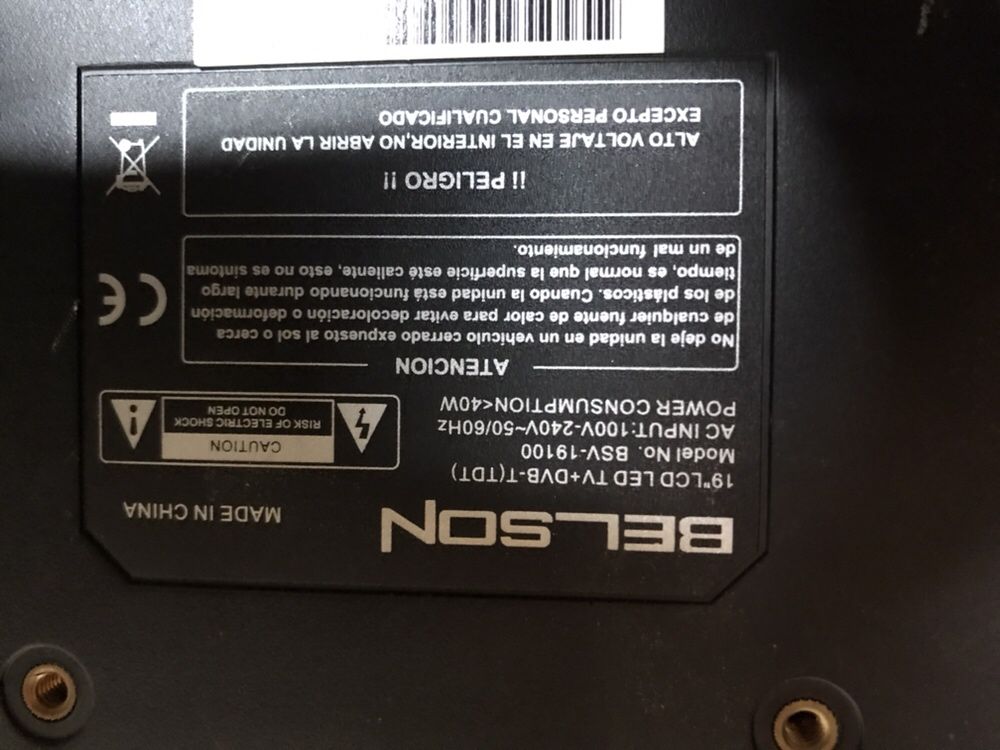 BELSON
MADE IN CHINA
19"LCD LED TV+DVB-T(TDT)
Model No. BSV-19100
AC INPUT:100V-240V~50/60Hz
POWER CONSUMPTION<40W
CAUTION
RISK OF ELECTRIC SHOCK
DO NOT OPEN
ATENCION
No deje la unidad en un vehiculo cerrado expuesto al sol o cerca
de cualquier fuente de calor para evitar decoloración o deformación
de los plásticos. Cuando la unidad está funcionando durante largo
tiempo, es normal que la superficie esté caliente, esto no es sintoma
de un mal funcionamiento.
CE
!! PELIGRO !!
ALTO VOLTAJE EN EL INTERIOR,NO ABRIR LA UNIDAD
EXCEPTO PERSONAL CUALIFICADO